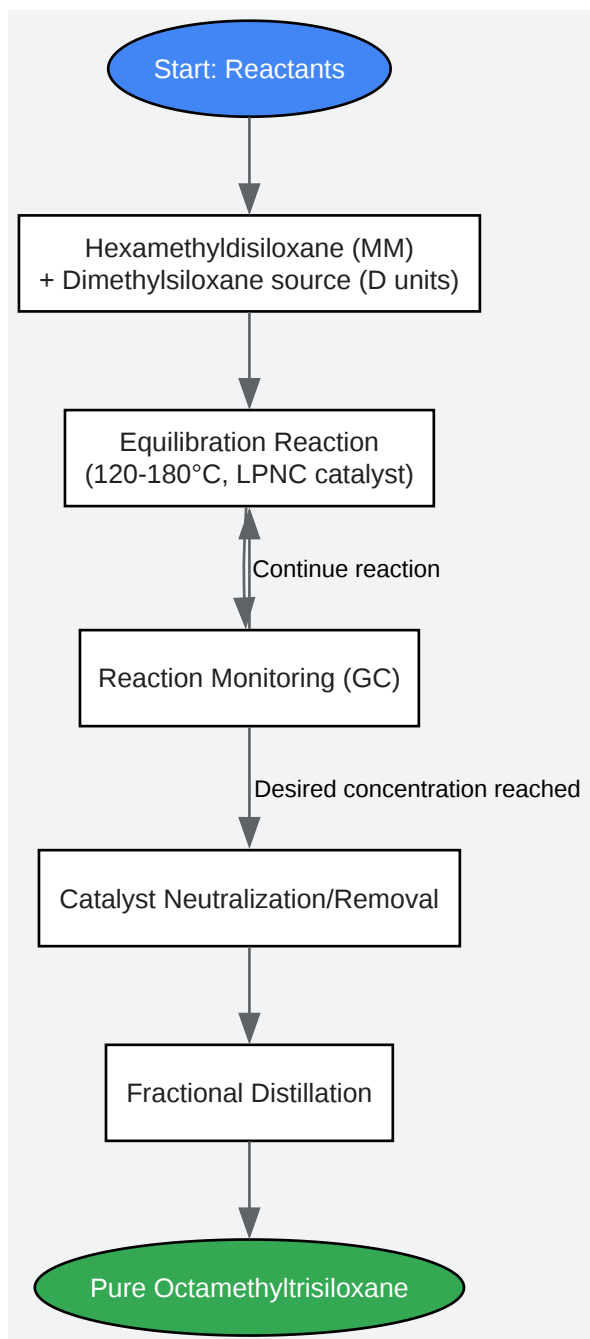 Start: Reactants
Hexamethyldisiloxane (MM)
+ Dimethylsiloxane source (D units)
Equilibration Reaction
(120-180°C, LPNC catalyst)
Continue reaction
Reaction Monitoring (GC)
Desired concentration reached
Catalyst Neutralization/Removal
Fractional Distillation
Pure Octamethyltrisiloxane